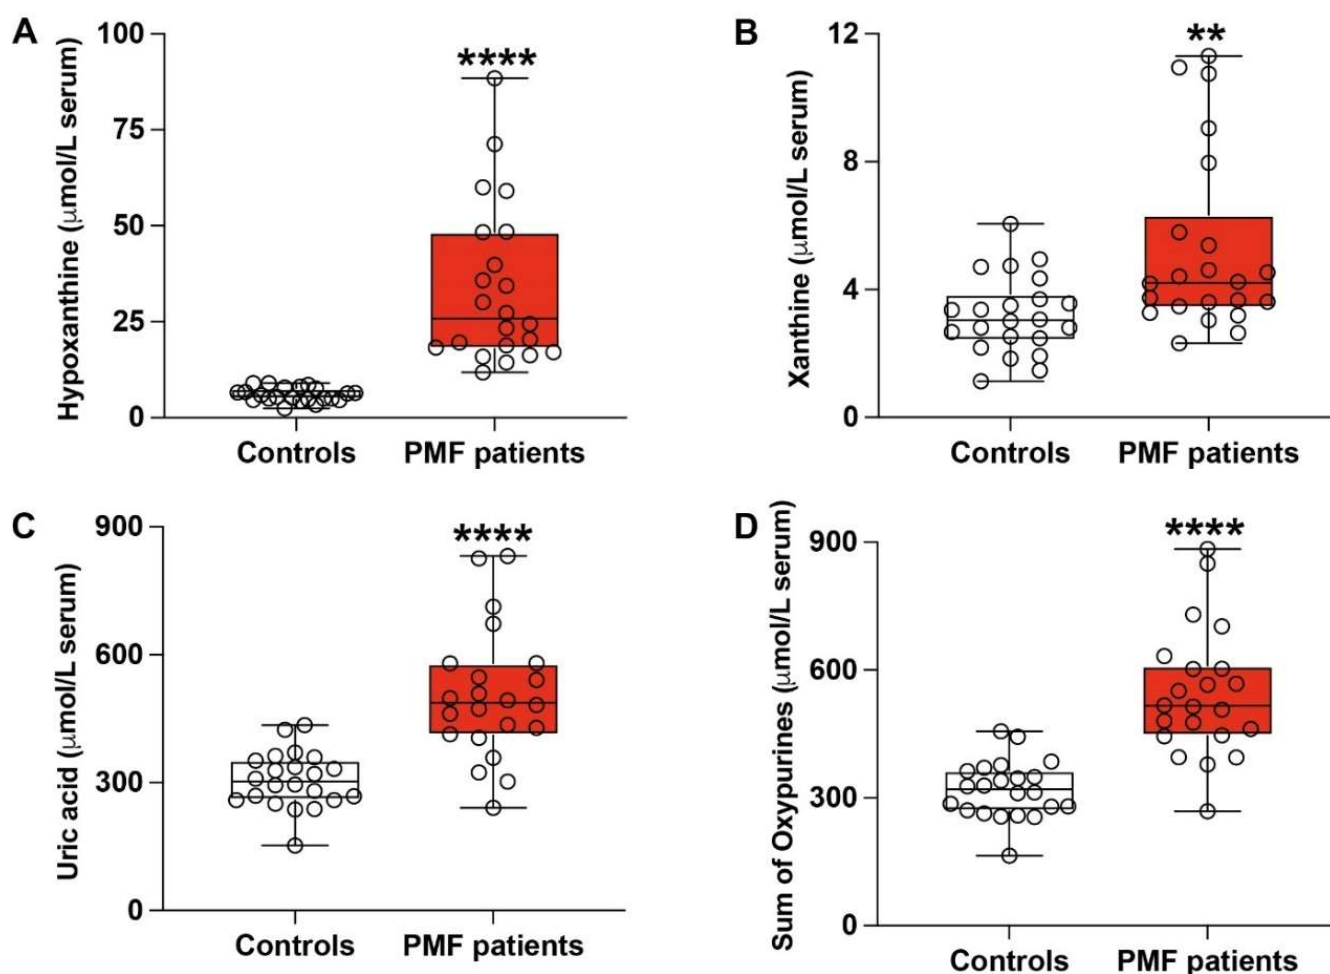 A
Hypoxanthine (μmol/L serum)
100
75
50
25
0
****
Controls
PMF patients
B
Xanthine (μmol/L serum)
12
8
4
0
**
Controls
PMF patients
C
Uric acid (μmol/L serum)
900
600
300
0
****
Controls
PMF patients
D
Sum of Oxypurines (μmol/L serum)
900
600
300
0
****
Controls
PMF patients